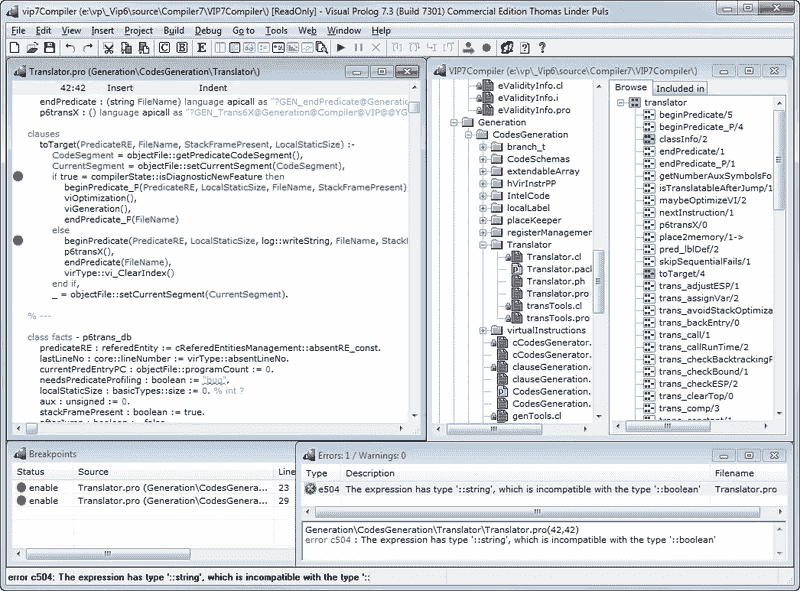 vip7Compiler (e:\vp\_Vip6\source\Compiler7\VIP7Compiler\) [ReadOnly] - Visual Prolog 7.3 (Build 7301) Commercial Edition Thomas Linder Puls
File Edit View Insert Project Build Debug Go to Tools Web Window Help
Translator.pro (Generation\CodesGeneration\Translator\)
42:42 Insert Indent
endPredicate : (string FileName) language apicall as "?GEN_endPredicate@Generatio
p6transX : () language apicall as "?GEN_Trans6X@Generation@Compiler@VIP@@YG
clauses
toTarget(PredicateRE, FileName, StackFramePresent, LocalStaticSize) :-
CodeSegment = objectFile::getPredicateCodeSegment(),
CurrentSegment = objectFile::setCurrentSegment(CodeSegment),
if true = compilerState::isDiagnosticNewFeature then
beginPredicate_P(PredicateRE, LocalStaticSize, FileName, StackFramePresent)
viOptimization(),
viGeneration(),
endPredicate_P(FileName)
else
beginPredicate(PredicateRE, LocalStaticSize, log::writeString, FileName, Stack
p6transX(),
endPredicate(FileName),
virType::vi_ClearIndex()
end if,
_ = objectFile::setCurrentSegment(CurrentSegment).
% ---
class facts - p6trans_db
predicateRE : referedEntity := cReferedEntitiesManagement::absentRE_const.
lastLineNo : core::lineNumber := virType::absentLineNo.
currentPredEntryPC : objectFile::programCount := 0.
needsPredicateProfiling : boolean := "bug",
localStaticSize : basicTypes::size := 0. % int ?
aux : unsigned := 0.
stackFramePresent : boolean := true.
VIP7Compiler (e:\vp\_Vip6\source\Compiler7\VIP7Compiler\)
eValidityInfo.cl
eValidityInfo.i
eValidityInfo.pro
Generation
CodesGeneration
branch_t
CodeSchemas
extendableArray
hVirInstrPP
IntelCode
localLabel
placeKeeper
registerManagemen
Translator
Translator.cl
Translator.pack
Translator.ph
Translator.pro
transTools.cl
transTools.pro
virtualInstructions
cCodesGenerator.
cCodesGenerator.
clauseGeneration.
clauseGeneration.
CodesGeneration.
CodesGeneration.
genTools.cl
Browse Included in
translator
beginPredicate/5
beginPredicate_P/4
classInfo/2
endPredicate/1
endPredicate_P/1
getNumberAuxSymbolsFo
isTranslatableAfterJump/1
maybeOptimizeVI/2
nextInstruction/1
p6transX/0
place2memory/1->
pred_lblDef/2
skipSequentialFails/1
toTarget/4
trans_adjustESP/1
trans_assignVar/2
trans_avoidStackOptimiza
trans_backEntry/0
trans_call/1
trans_callRunTime/2
trans_checkBacktrackingF
trans_checkBound/1
trans_checkESP/2
trans_clearTop/0
trans_comp/3
trans_constant/1
Breakpoints
Status Source Line
enable Translator.pro (Generation\CodesGenera... 23
enable Translator.pro (Generation\CodesGenera... 29
Errors: 1 / Warnings: 0
Type Description Filename
e504 The expression has type '::string', which is incompatible with the type '::boolean' Translator.pro
Generation\CodesGeneration\Translator\Translator.pro(42,42)
error c504 : The expression has type '::string', which is incompatible with the type '::boolean'
error c504: The expression has type '::string', which is incompatible with the type '::